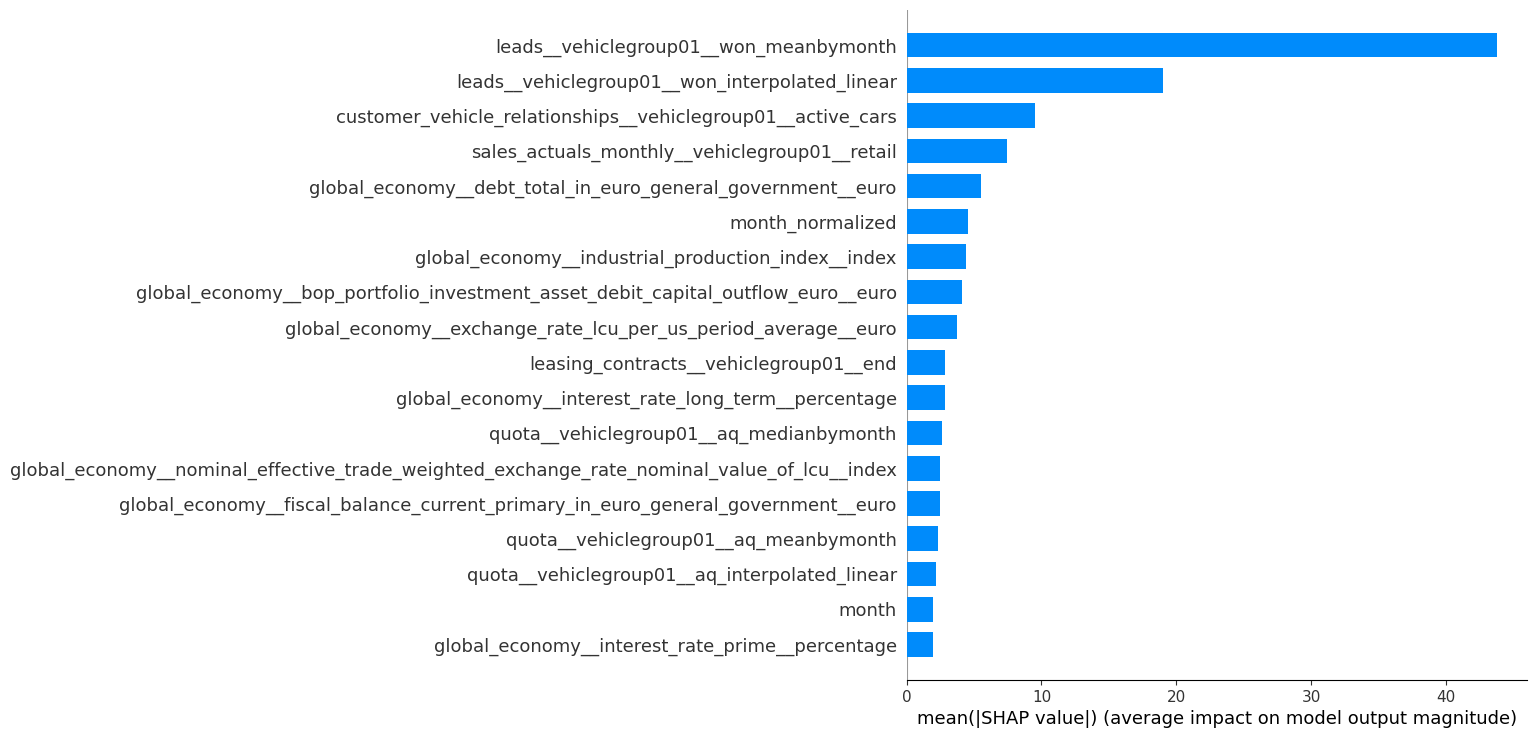 leads__vehiclegroup01__won_meanbymonth
leads__vehiclegroup01__won_interpolated_linear
customer_vehicle_relationships__vehiclegroup01__active_cars
sales_actuals_monthly__vehiclegroup01__retail
global_economy__debt_total_in_euro_general_government__euro
month_normalized
global_economy__industrial_production_index__index
global_economy__bop_portfolio_investment_asset_debit_capital_outflow_euro__euro
global_economy__exchange_rate_lcu_per_us_period_average__euro
leasing_contracts__vehiclegroup01__end
global_economy__interest_rate_long_term__percentage
quota__vehiclegroup01__aq_medianbymonth
global_economy__nominal_effective_trade_weighted_exchange_rate_nominal_value_of_lcu__index
global_economy__fiscal_balance_current_primary_in_euro_general_government__euro
quota__vehiclegroup01__aq_meanbymonth
quota__vehiclegroup01__aq_interpolated_linear
month
global_economy__interest_rate_prime__percentage
0 10 20 30 40
mean(|SHAP value|) (average impact on model output magnitude)